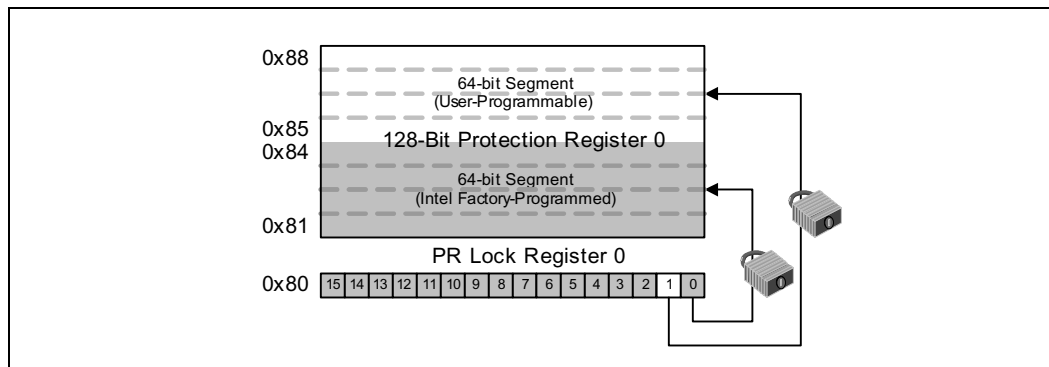 0x88
64-bit Segment
(User-Programmable)
0x85
128-Bit Protection Register 0
0x84
64-bit Segment
(Intel Factory-Programmed)
0x81
PR Lock Register 0
0x80 15 14 13 12 11 10 9 8 7 6 5 4 3 2 1 0